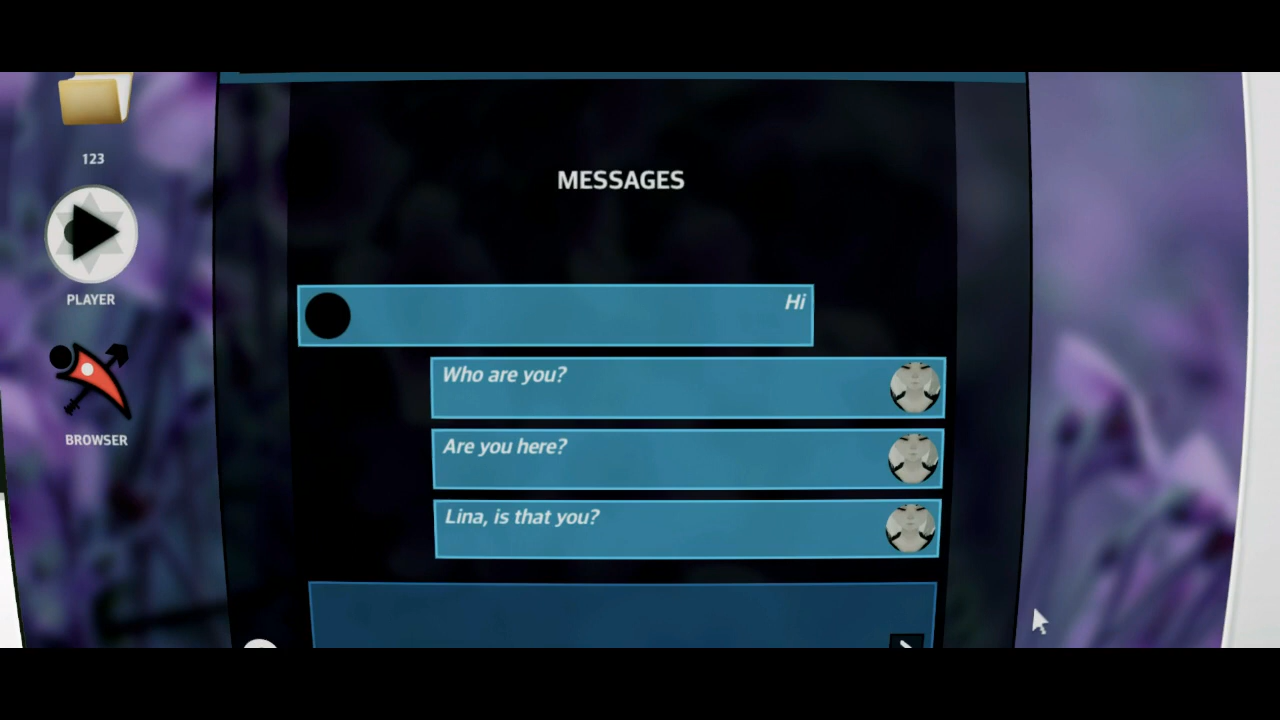 123
PLAYER
BROWSER
MESSAGES
Hi
Who are you?
Are you here?
Lina, is that you?